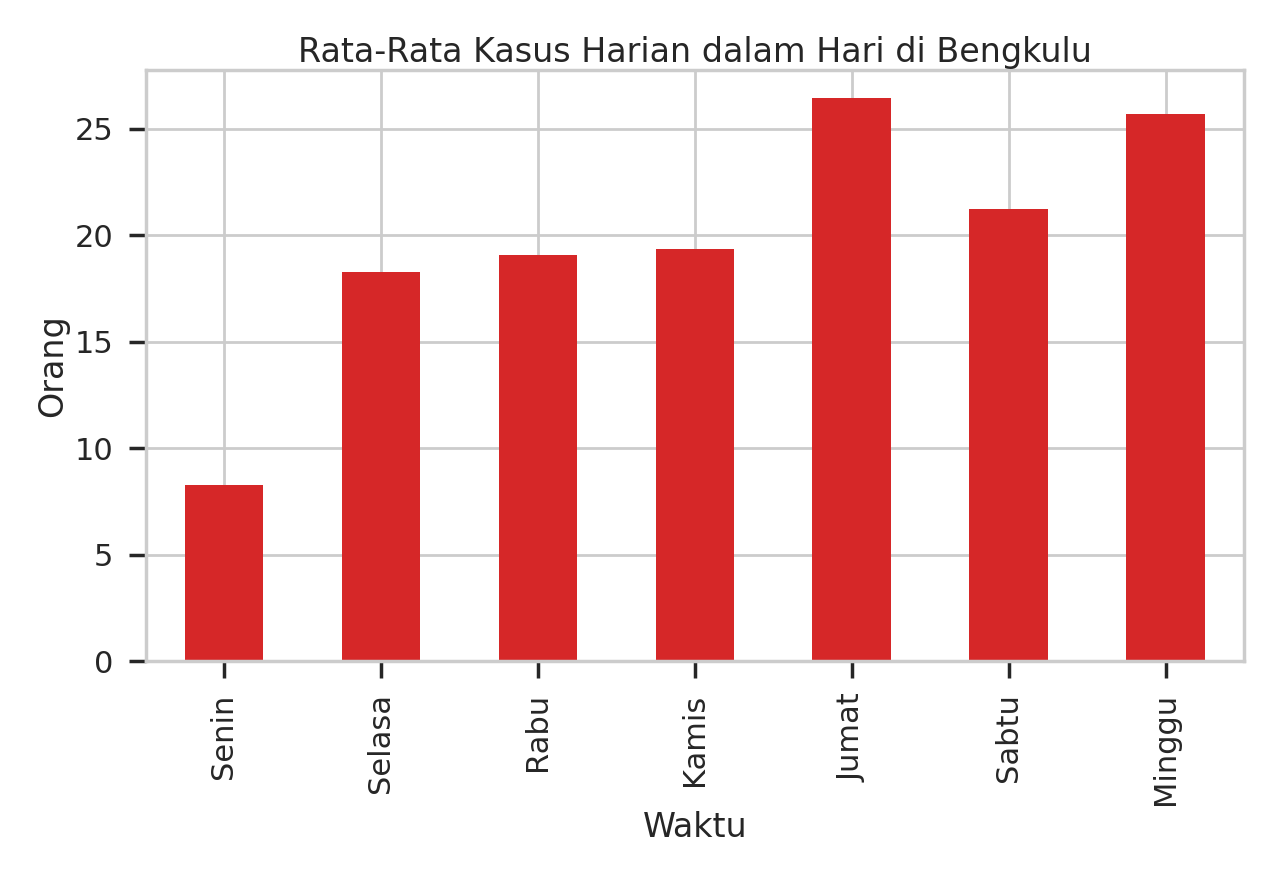 Rata-Rata Kasus Harian dalam Hari di Bengkulu
25
20
15
10
5
0
Orang
Senin
Selasa
Rabu
Kamis
Jumat
Sabtu
Minggu
Waktu